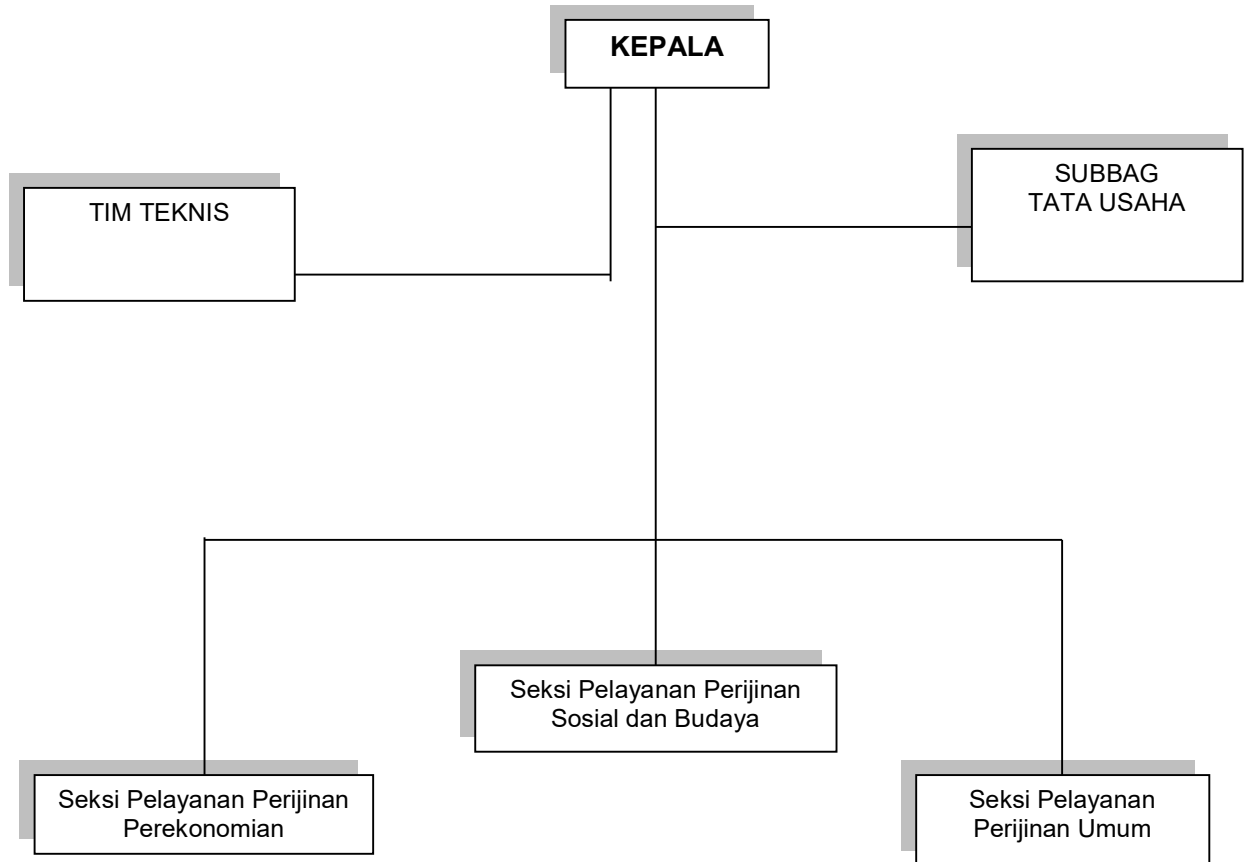 KEPALA
TIM TEKNIS
SUBBAG
TATA USAHA
Seksi Pelayanan Perijinan
Sosial dan Budaya
Seksi Pelayanan Perijinan
Perekonomian
Seksi Pelayanan
Perijinan Umum